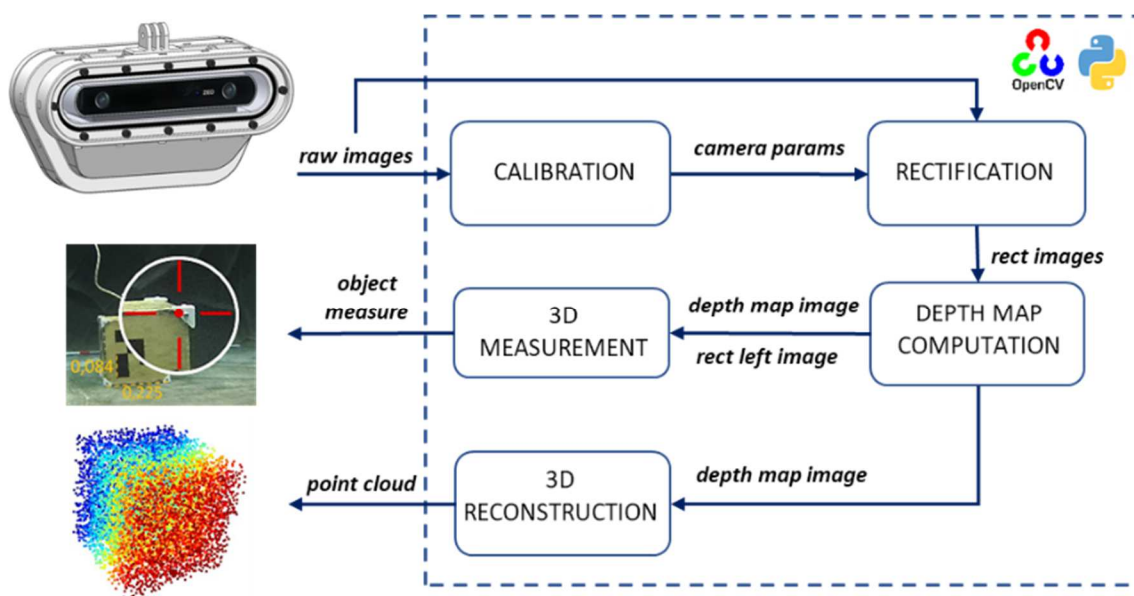 OpenCV
ZED
raw images
CALIBRATION
camera params
RECTIFICATION
rect images
object
measure
3D
MEASUREMENT
depth map image
rect left image
DEPTH MAP
COMPUTATION
0,084
0,225
point cloud
3D
RECONSTRUCTION
depth map image